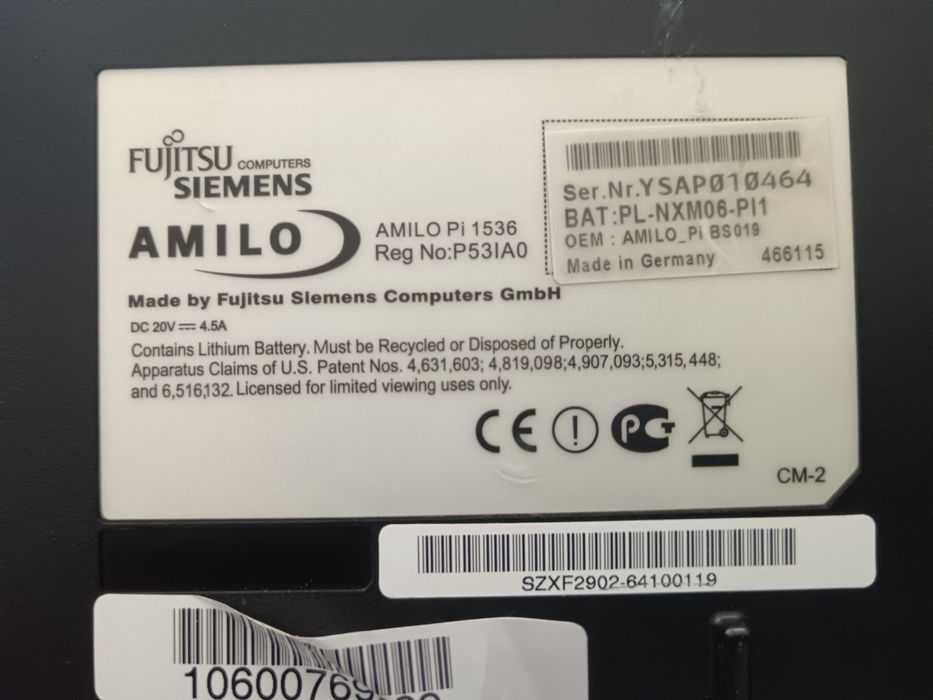 FUJITSU COMPUTERS
SIEMENS
AMILO
AMILO Pi 1536
Reg No:P53IA0
Ser.Nr.YSAP010464
BAT:PL-NXM06-PI1
OEM : AMILO_Pi BS019
Made in Germany 466115
Made by Fujitsu Siemens Computers GmbH
DC 20V 4.5A
Contains Lithium Battery. Must be Recycled or Disposed of Properly.
Apparatus Claims of U.S. Patent Nos. 4,631,603; 4,819,098;4,907,093;5,315,448;
and 6,516,132. Licensed for limited viewing uses only.
CE
CM-2
SZXF2902-64100119